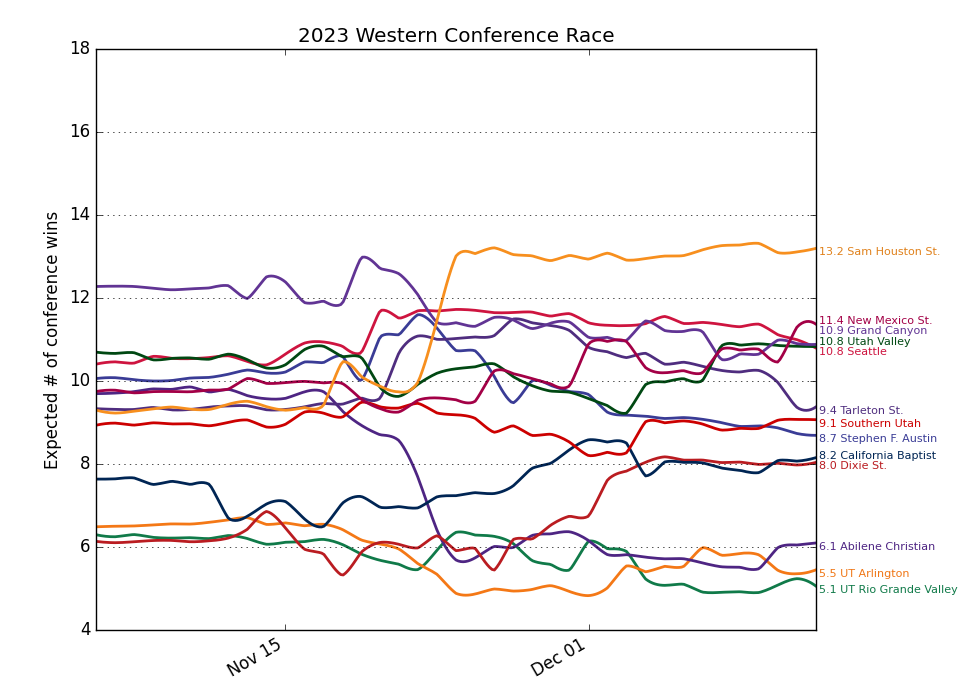 2023 Western Conference Race
Expected # of conference wins
18
16
14
12
10
8
6
4
Nov 15
Dec 01
13.2 Sam Houston St.
11.4 New Mexico St.
10.9 Grand Canyon
10.8 Utah Valley
10.8 Seattle
9.4 Tarleton St.
9.1 Southern Utah
8.7 Stephen F. Austin
8.2 California Baptist
8.0 Dixie St.
6.1 Abilene Christian
5.5 UT Arlington
5.1 UT Rio Grande Valley